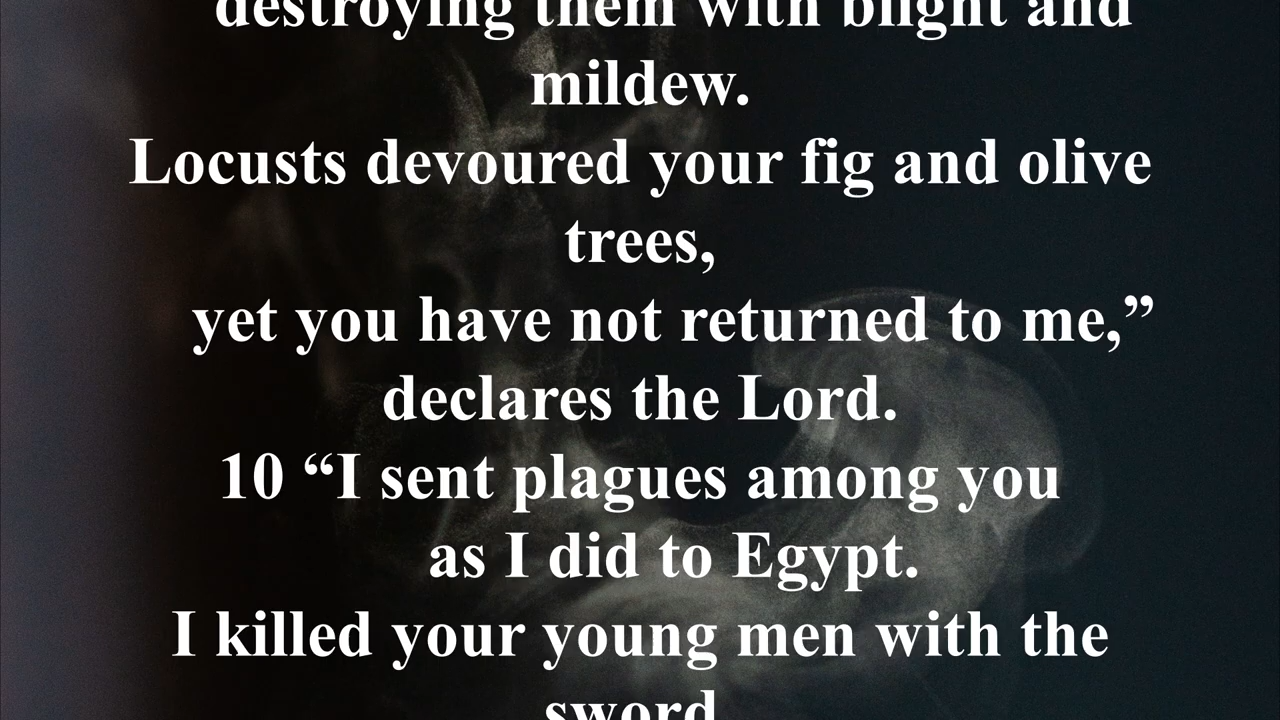 destroying them with blight and
mildew.
Locusts devoured your fig and olive
trees,
yet you have not returned to me,”
declares the Lord.
10 “I sent plagues among you
as I did to Egypt.
I killed your young men with the
sword